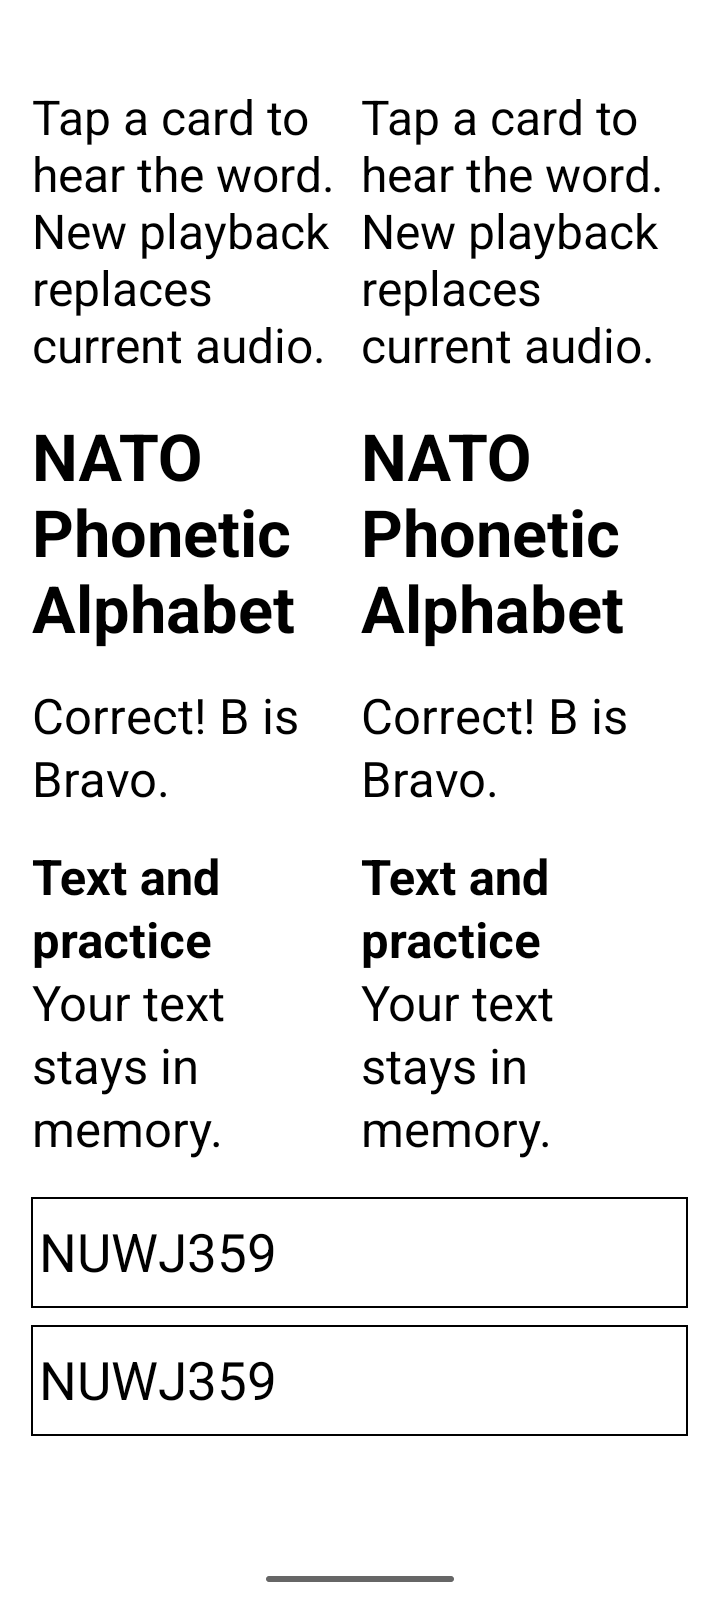 Tap a card to
hear the word.
New playback
replaces
current audio.
Tap a card to
hear the word.
New playback
replaces
current audio.
NATO
Phonetic
Alphabet
NATO
Phonetic
Alphabet
Correct! B is
Bravo.
Correct! B is
Bravo.
Text and
practice
Your text
stays in
memory.
Text and
practice
Your text
stays in
memory.
NUWJ359
NUWJ359